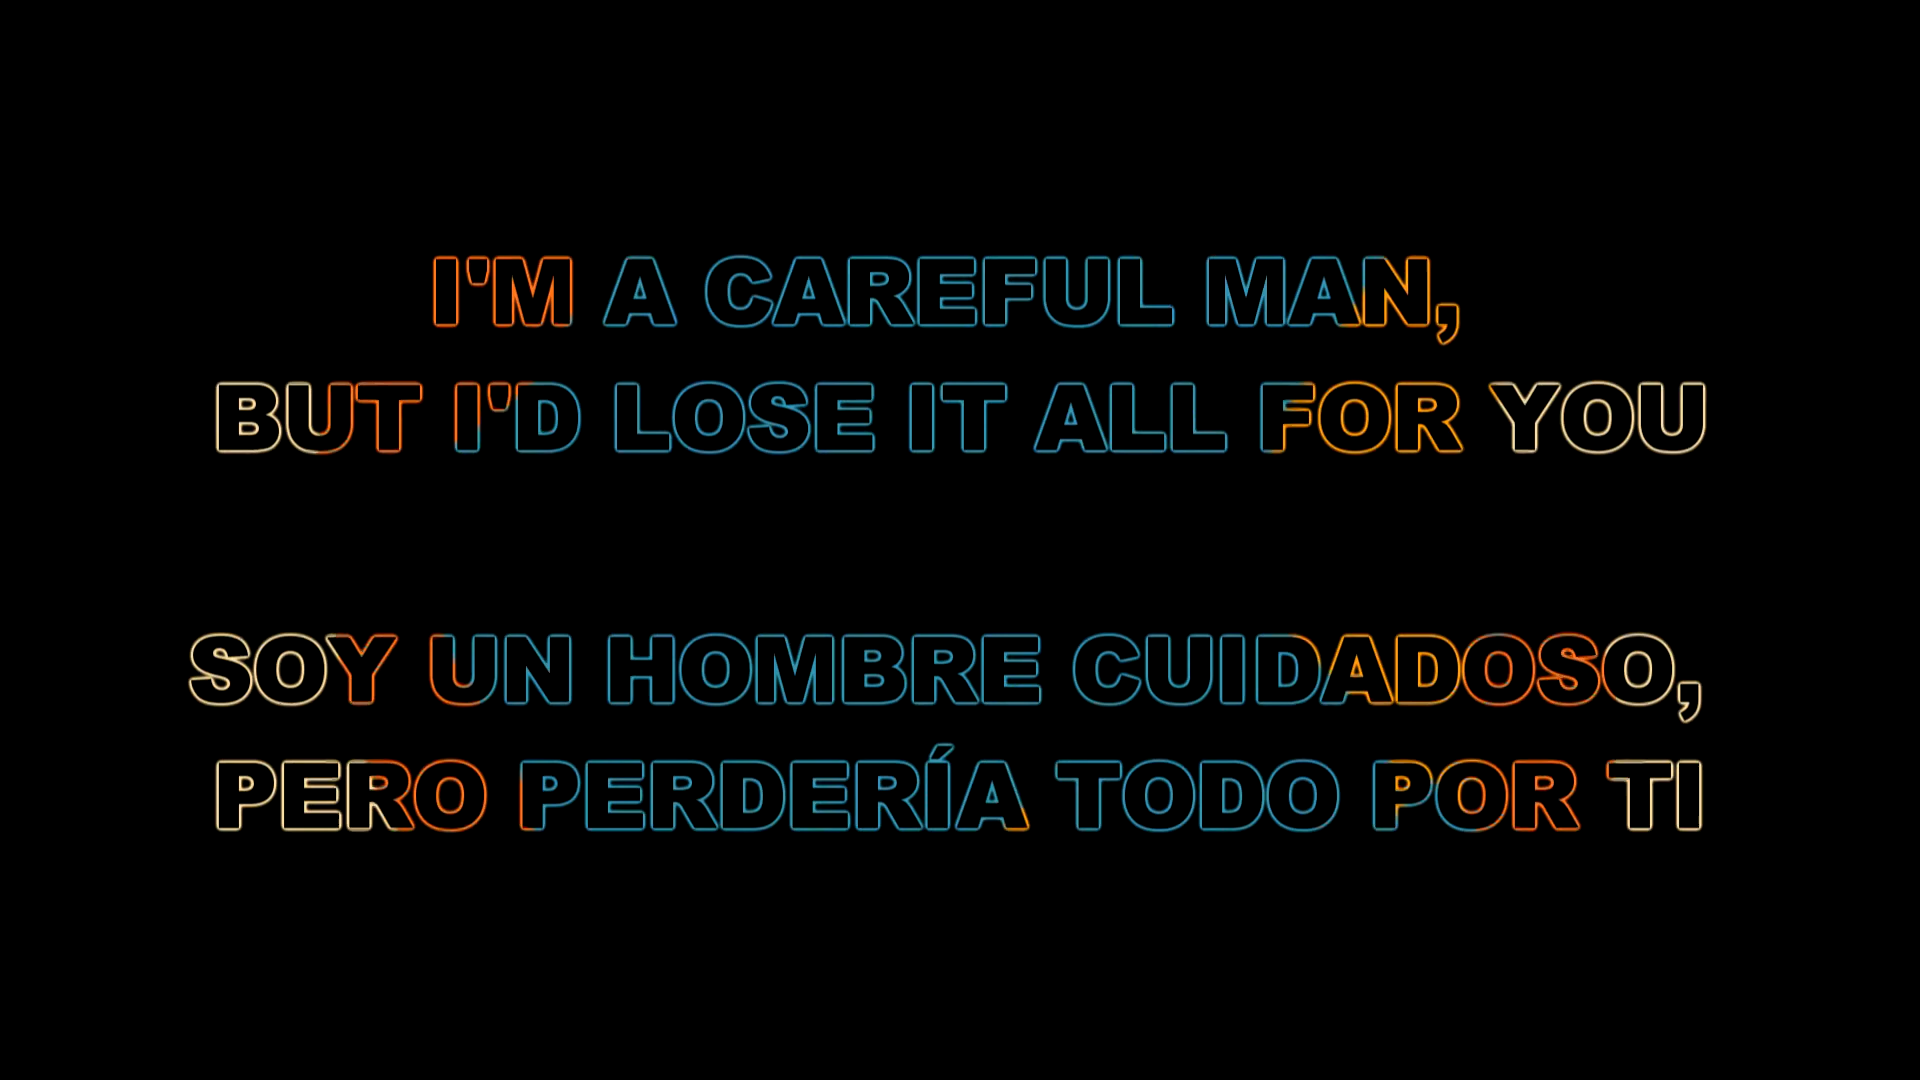 I'M A CAREFUL MAN,
BUT I'D LOSE IT ALL FOR YOU
SOY UN HOMBRE CUIDADOSO,
PERO PERDERÍA TODO POR TI